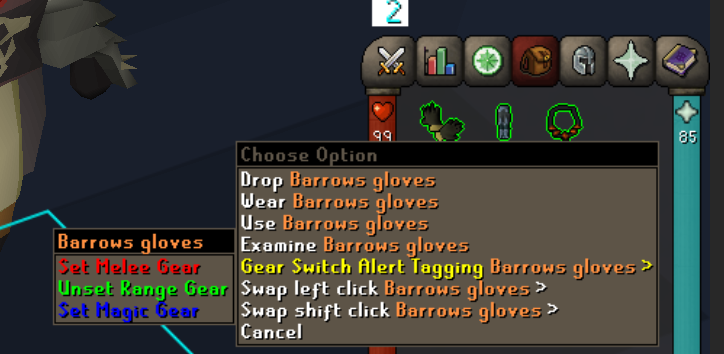 2
99
85
Choose Option
Drop Barrows gloves
Wear Barrows gloves
Use Barrows gloves
Examine Barrows gloves
Gear Switch Alert Tagging Barrows gloves >
Swap left click Barrows gloves >
Swap shift click Barrows gloves >
Cancel
Barrows gloves
Set Melee Gear
Unset Range Gear
Set Magic Gear